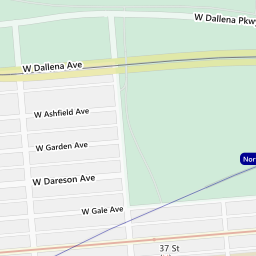 W Dallena Pkwy
W Dallena Ave
W Ashfield Ave
W Garden Ave
Nor
W Dareson Ave
W Gale Ave
37 St